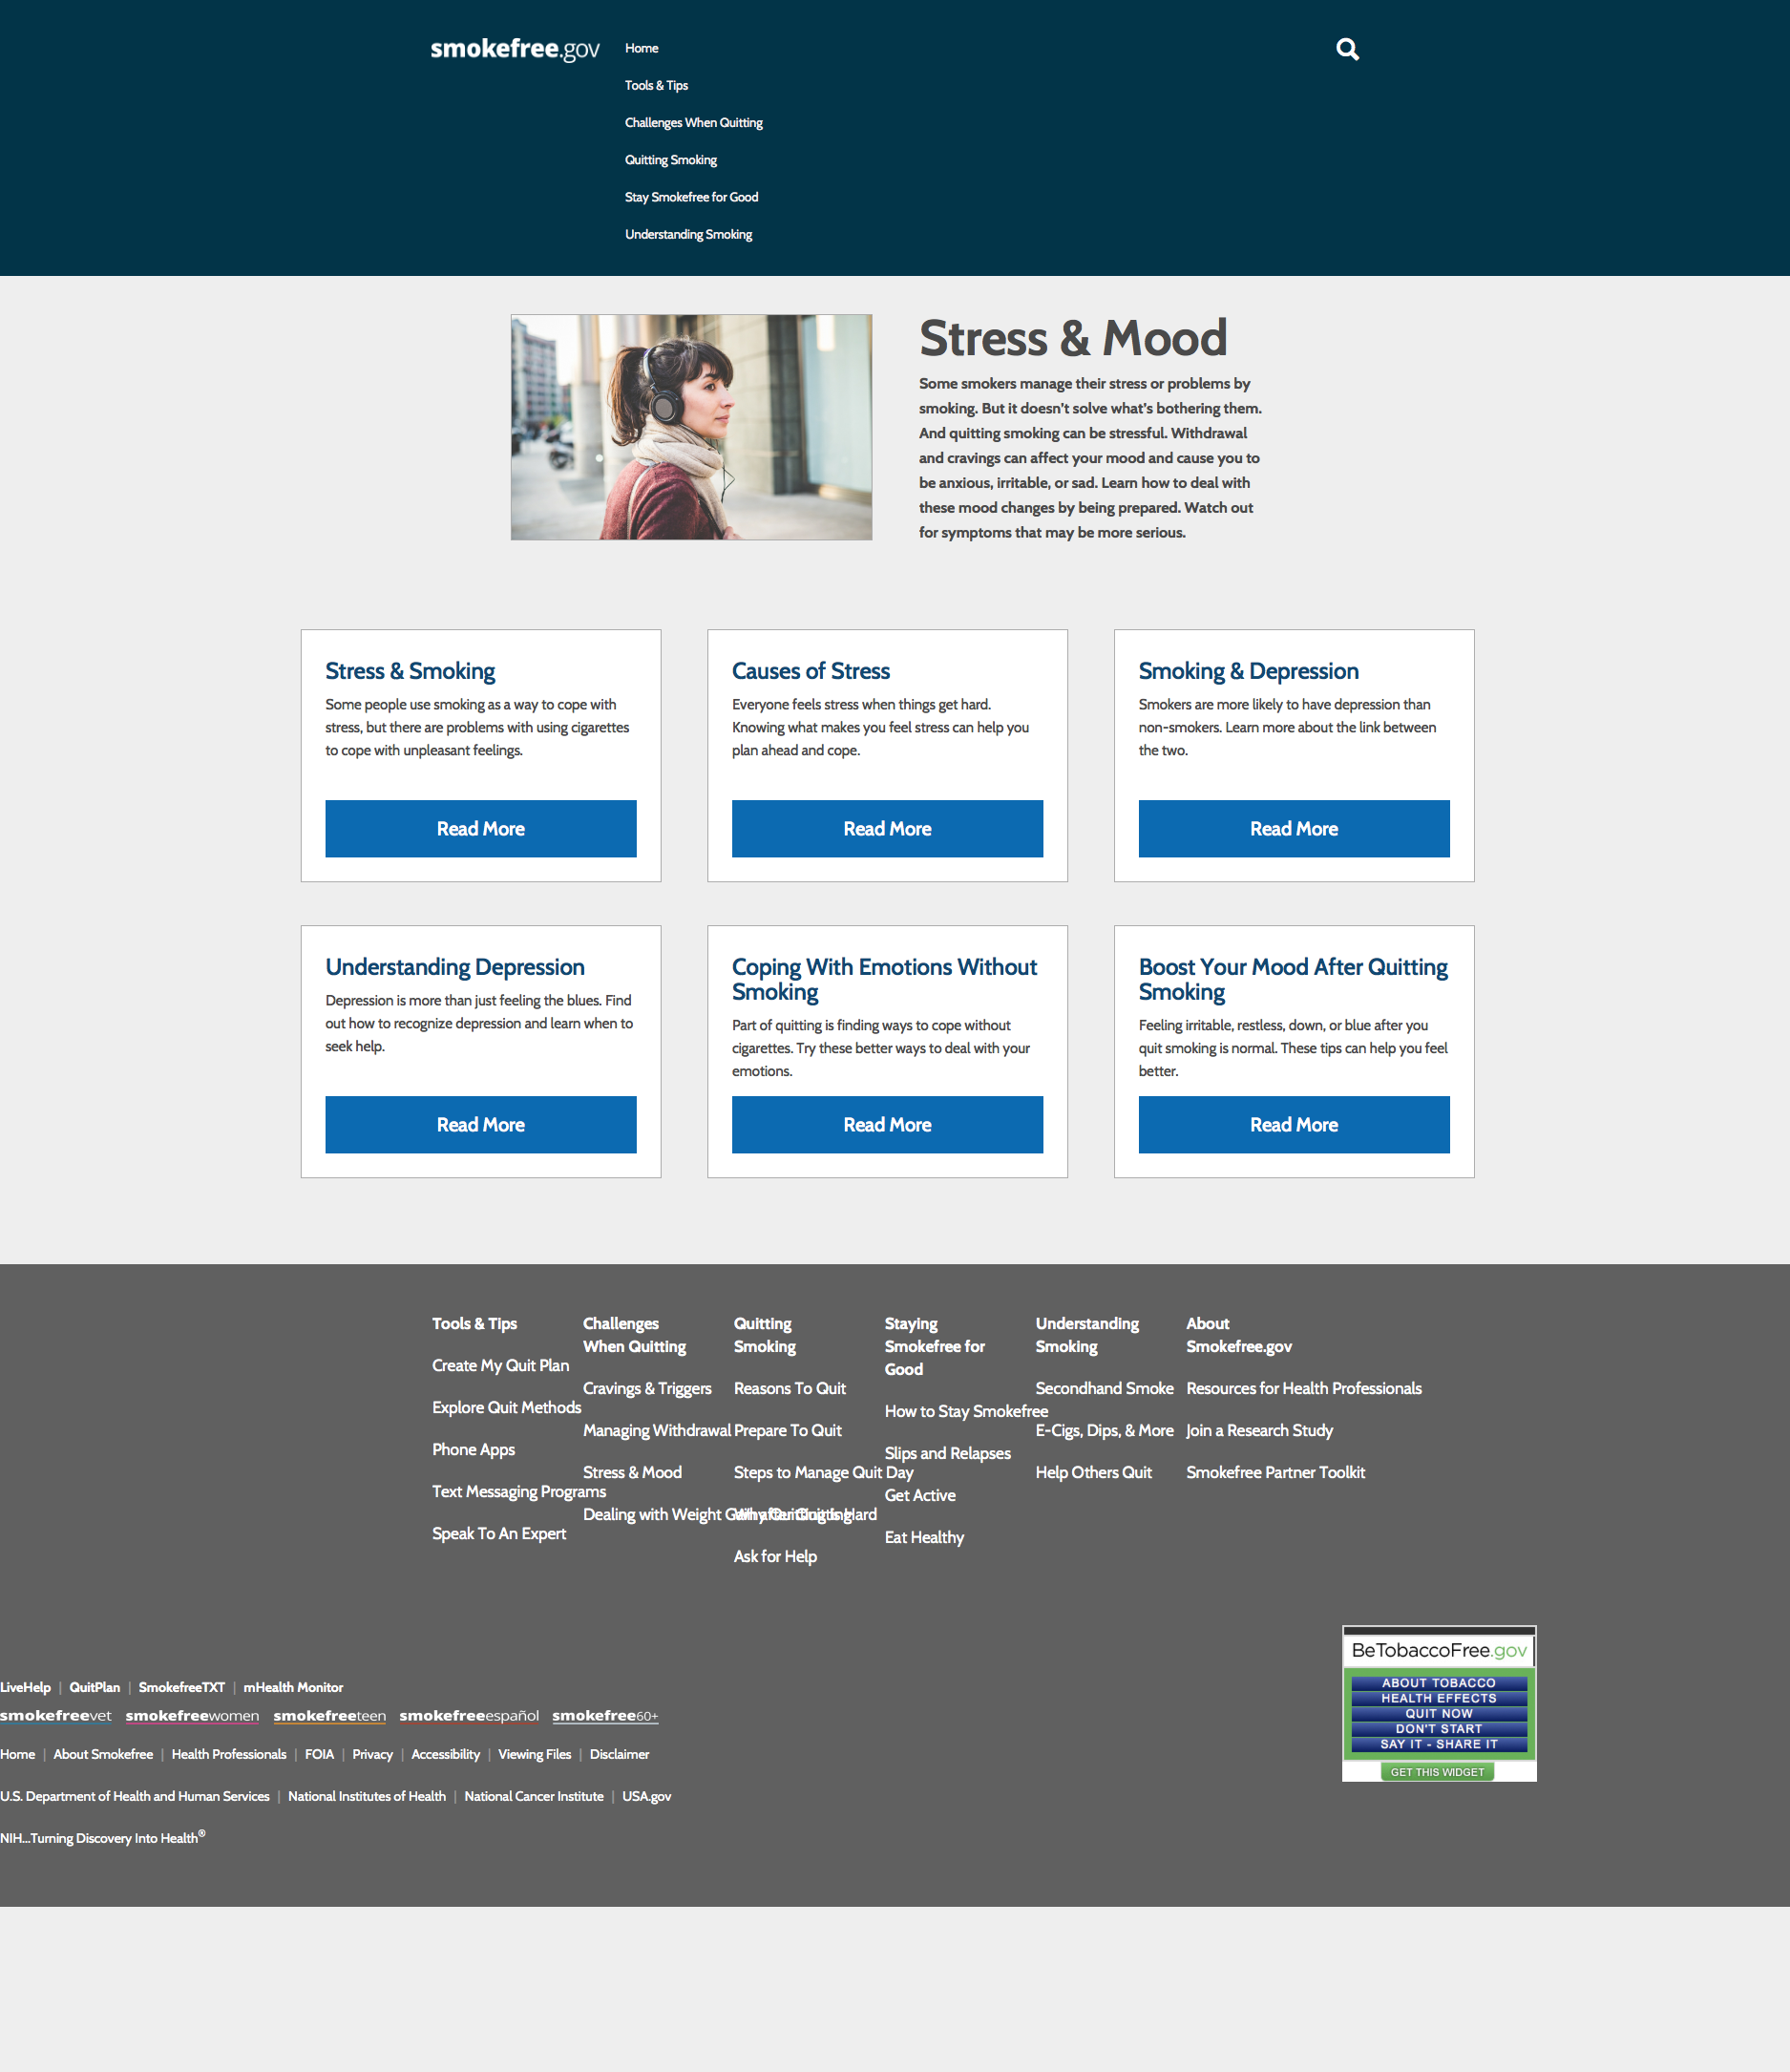 smokefree.gov
Home
Tools & Tips
Challenges When Quitting
Quitting Smoking
Stay Smokefree for Good
Understanding Smoking
Stress & Mood
Some smokers manage their stress or problems by
smoking. But it doesn't solve what's bothering them.
And quitting smoking can be stressful. Withdrawal
and cravings can affect your mood and cause you to
be anxious, irritable, or sad. Learn how to deal with
these mood changes by being prepared. Watch out
for symptoms that may be more serious.
Stress & Smoking
Some people use smoking as a way to cope with
stress, but there are problems with using cigarettes
to cope with unpleasant feelings.
Read More
Causes of Stress
Everyone feels stress when things get hard.
Knowing what makes you feel stress can help you
plan ahead and cope.
Read More
Smoking & Depression
Smokers are more likely to have depression than
non-smokers. Learn more about the link between
the two.
Read More
Understanding Depression
Depression is more than just feeling the blues. Find
out how to recognize depression and learn when to
seek help.
Read More
Coping With Emotions Without
Smoking
Part of quitting is finding ways to cope without
cigarettes. Try these better ways to deal with your
emotions.
Read More
Boost Your Mood After Quitting
Smoking
Feeling irritable, restless, down, or blue after you
quit smoking is normal. These tips can help you feel
better.
Read More
Tools & Tips
Create My Quit Plan
Explore Quit Methods
Phone Apps
Text Messaging Programs
Speak To An Expert
Challenges
When Quitting
Cravings & Triggers
Managing Withdrawal
Stress & Mood
Dealing with Weight Gain after Quitting
Quitting
Smoking
Reasons To Quit
Prepare To Quit
Steps to Manage Quit Day
Why Quitting Is Hard
Ask for Help
Staying
Smokefree for
Good
How to Stay Smokefree
Slips and Relapses
Get Active
Eat Healthy
Understanding
Smoking
Secondhand Smoke
E-Cigs, Dips, & More
Help Others Quit
About
Smokefree.gov
Resources for Health Professionals
Join a Research Study
Smokefree Partner Toolkit
BeTobaccoFree.gov
ABOUT TOBACCO
HEALTH EFFECTS
QUIT NOW
DON'T START
SAY IT - SHARE IT
GET THIS WIDGET
LiveHelp | QuitPlan | SmokefreeTXT | mHealth Monitor
smokefreevet smokefreewomen smokefreeteen smokefreeespañol smokefree60+
Home | About Smokefree | Health Professionals | FOIA | Privacy | Accessibility | Viewing Files | Disclaimer
U.S. Department of Health and Human Services | National Institutes of Health | National Cancer Institute | USA.gov
NIH...Turning Discovery Into Health®